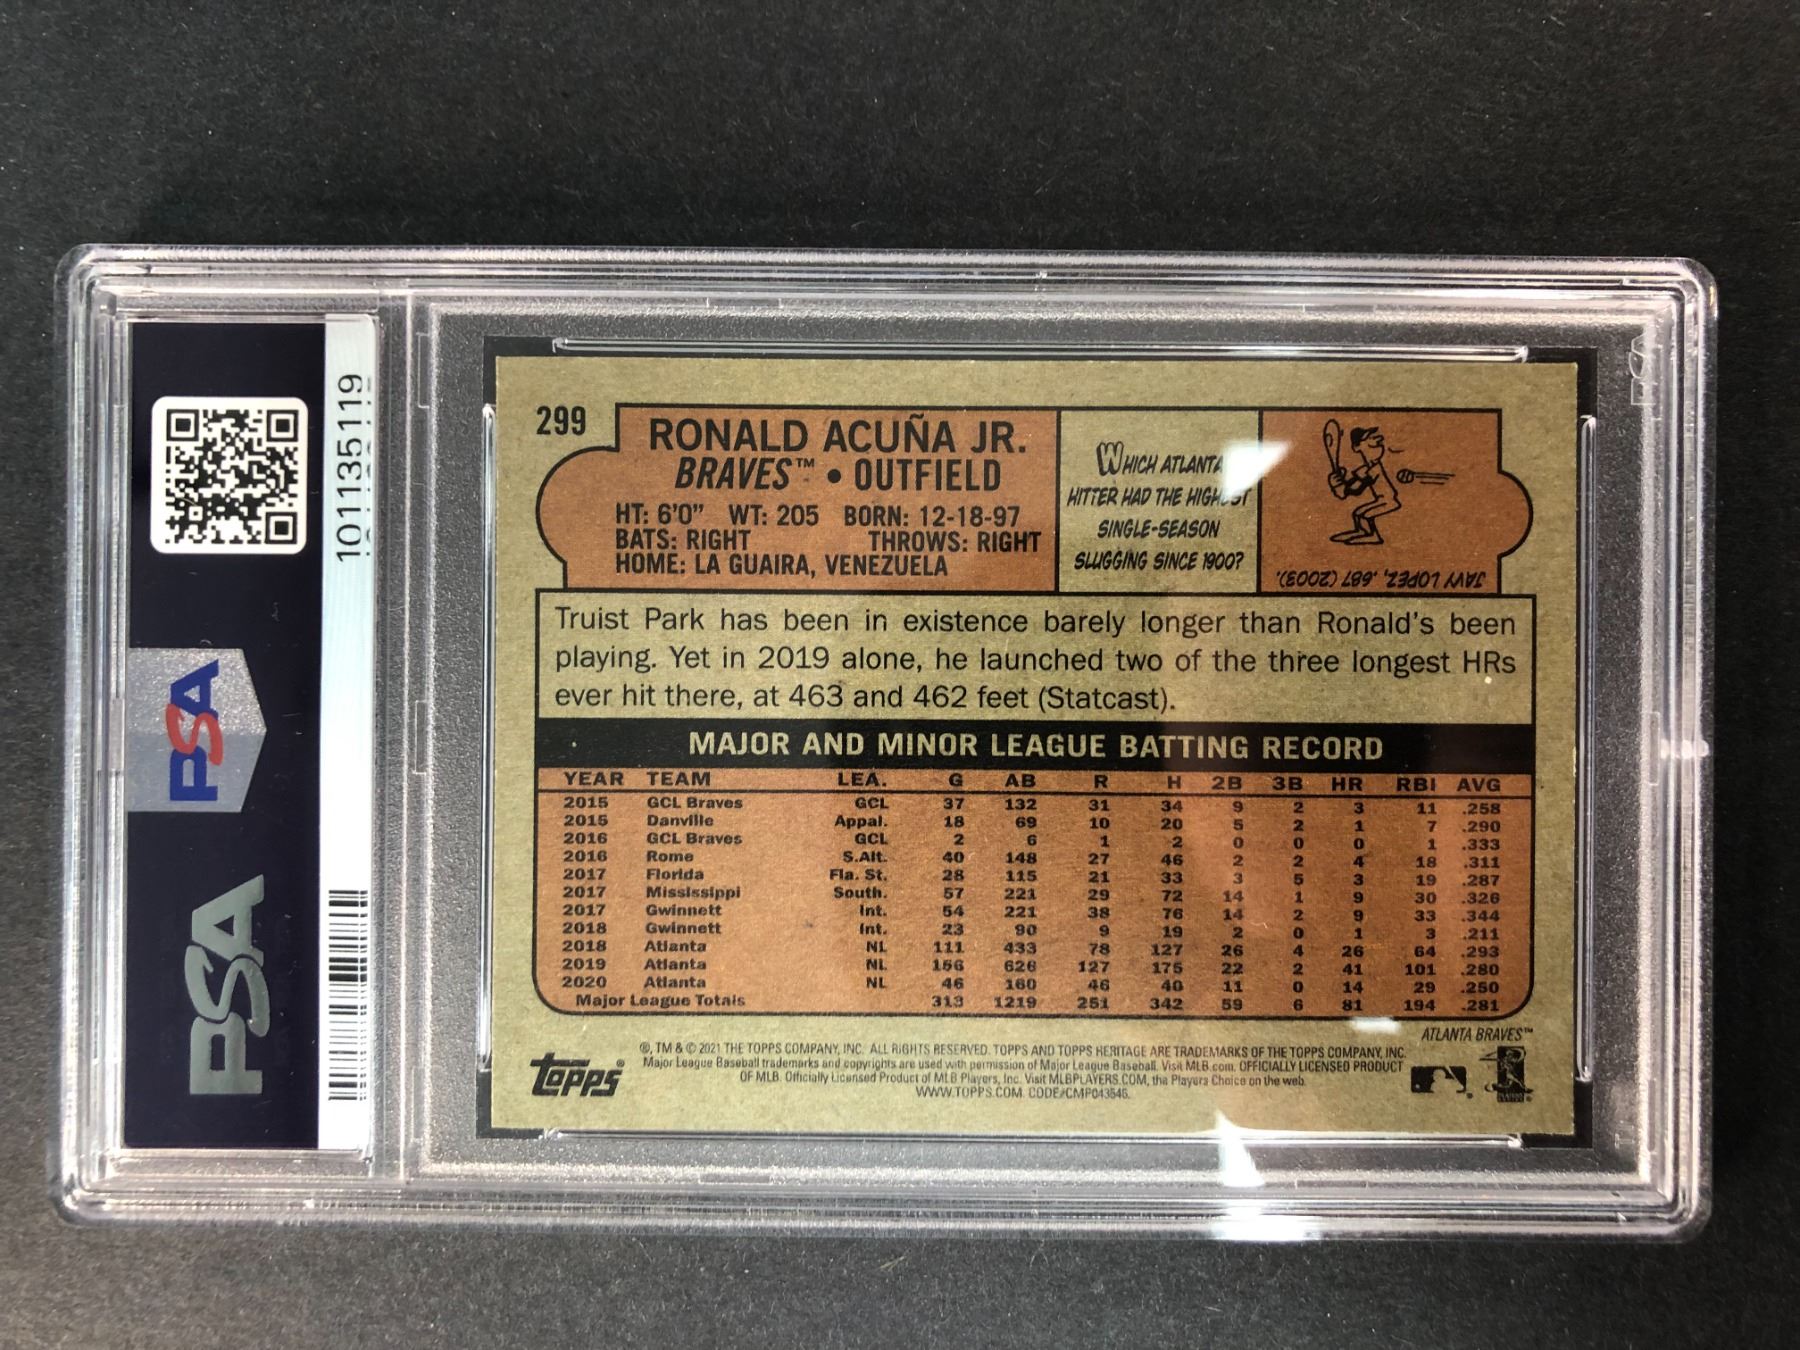 101135119
PSA
PSA
299
RONALD ACUÑA JR.
BRAVES™ • OUTFIELD
HT: 6'0" WT: 205 BORN: 12-18-97
BATS: RIGHT THROWS: RIGHT
HOME: LA GUAIRA, VENEZUELA
WHICH ATLANTA
HITTER HAD THE HIGHEST
SINGLE-SEASON
SLUGGING SINCE 1900?
JAVY LOPEZ, .687 (2003).
Truist Park has been in existence barely longer than Ronald's been
playing. Yet in 2019 alone, he launched two of the three longest HRs
ever hit there, at 463 and 462 feet (Statcast).
MAJOR AND MINOR LEAGUE BATTING RECORD
YEAR TEAM LEA. G AB R H 2B 3B HR RBI AVG
2015 GCL Braves GCL 37 132 31 34 9 2 3 11 .258
2015 Danville Appal. 18 69 10 20 5 2 1 7 .290
2016 GCL Braves GCL 2 6 1 2 0 0 0 1 .333
2016 Rome S.Atl. 40 148 27 46 2 2 4 18 .311
2017 Florida Fla. St. 28 115 21 33 3 5 3 19 .287
2017 Mississippi South. 57 221 29 72 14 1 9 30 .326
2017 Gwinnett Int. 54 221 38 76 14 2 9 33 .344
2018 Gwinnett Int. 23 90 9 19 2 0 1 3 .211
2018 Atlanta NL 111 433 78 127 26 4 26 64 .293
2019 Atlanta NL 156 626 127 175 22 2 41 101 .280
2020 Atlanta NL 46 160 46 40 11 0 14 29 .250
Major League Totals 313 1219 251 342 59 6 81 194 .281
ATLANTA BRAVES™
topps®
®, TM & © 2021 THE TOPPS COMPANY, INC. ALL RIGHTS RESERVED. TOPPS AND TOPPS HERITAGE ARE TRADEMARKS OF THE TOPPS COMPANY, INC.
Major League Baseball trademarks and copyrights are used with permission of Major League Baseball. Visit MLB.com. OFFICIALLY LICENSED PRODUCT
OF MLB. Officially Licensed Product of MLB Players, Inc. Visit MLBPLAYERS.COM, the Players Choice on the web.
WWW.TOPPS.COM. CODE#CMP043545.